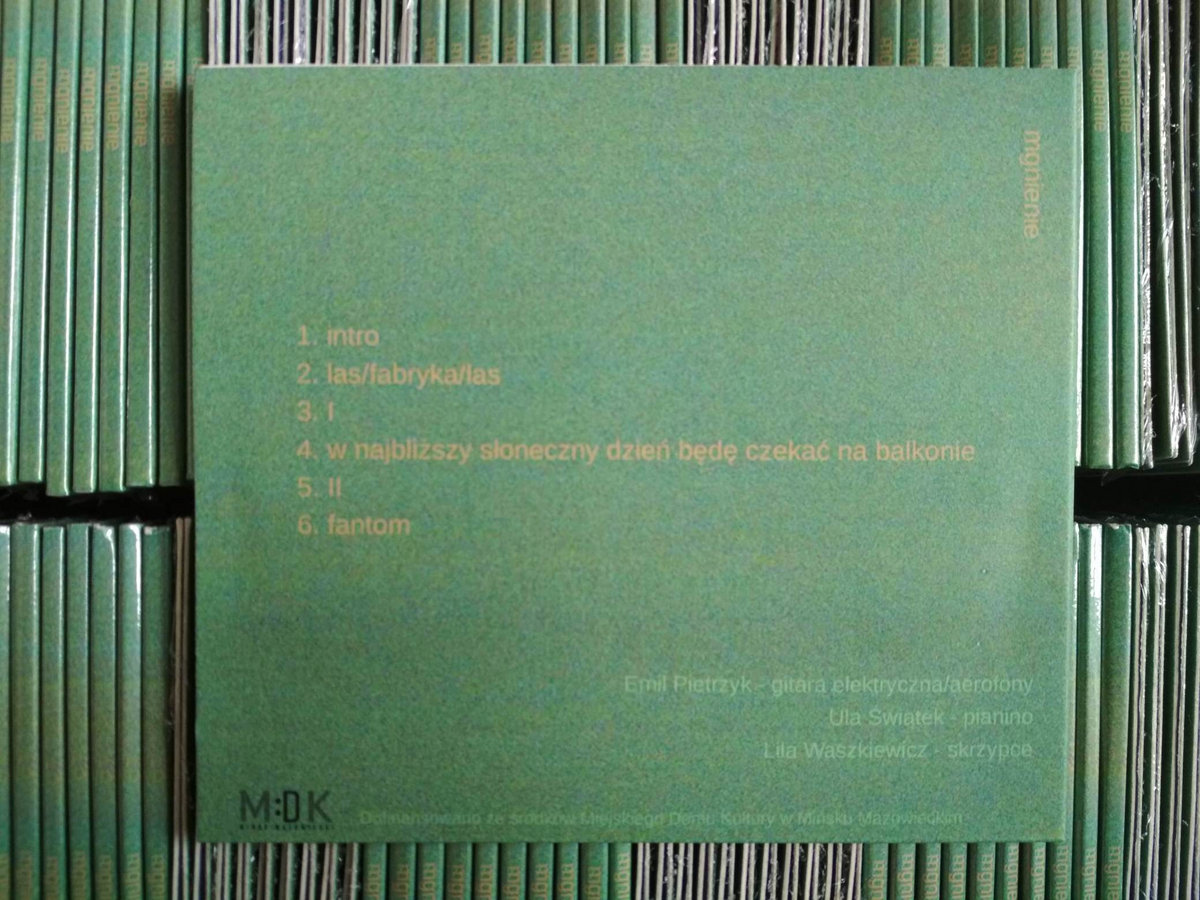 mgnienie
1. intro
2. las/fabryka/las
3. I
4. w najbliższy słoneczny dzień będę czekać na balkonie
5. II
6. fantom
Emil Pietrzyk - gitara elektryczna/aerofony
Ula Świątek - pianino
Lila Waszkiewicz - skrzypce
M:DK
MIŃSK MAZOWIECKI
Dofinansowano ze środków Miejskiego Domu Kultury w Mińsku Mazowieckim